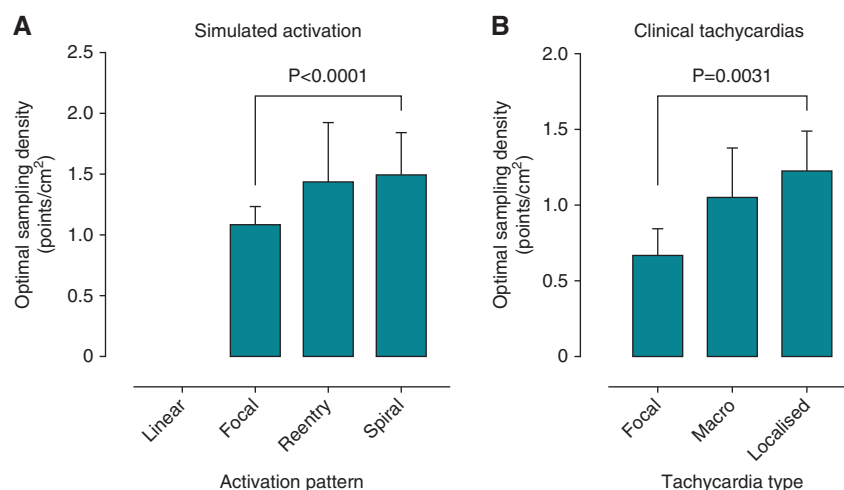 A
Simulated activation
P<0.0001
Optimal sampling density
(points/cm²)
2.5
2.0
1.5
1.0
0.5
0
Linear
Focal
Reentry
Spiral
Activation pattern
B
Clinical tachycardias
P=0.0031
Optimal sampling density
(points/cm²)
2.0
1.5
1.0
0.5
0
Focal
Macro
Localised
Tachycardia type